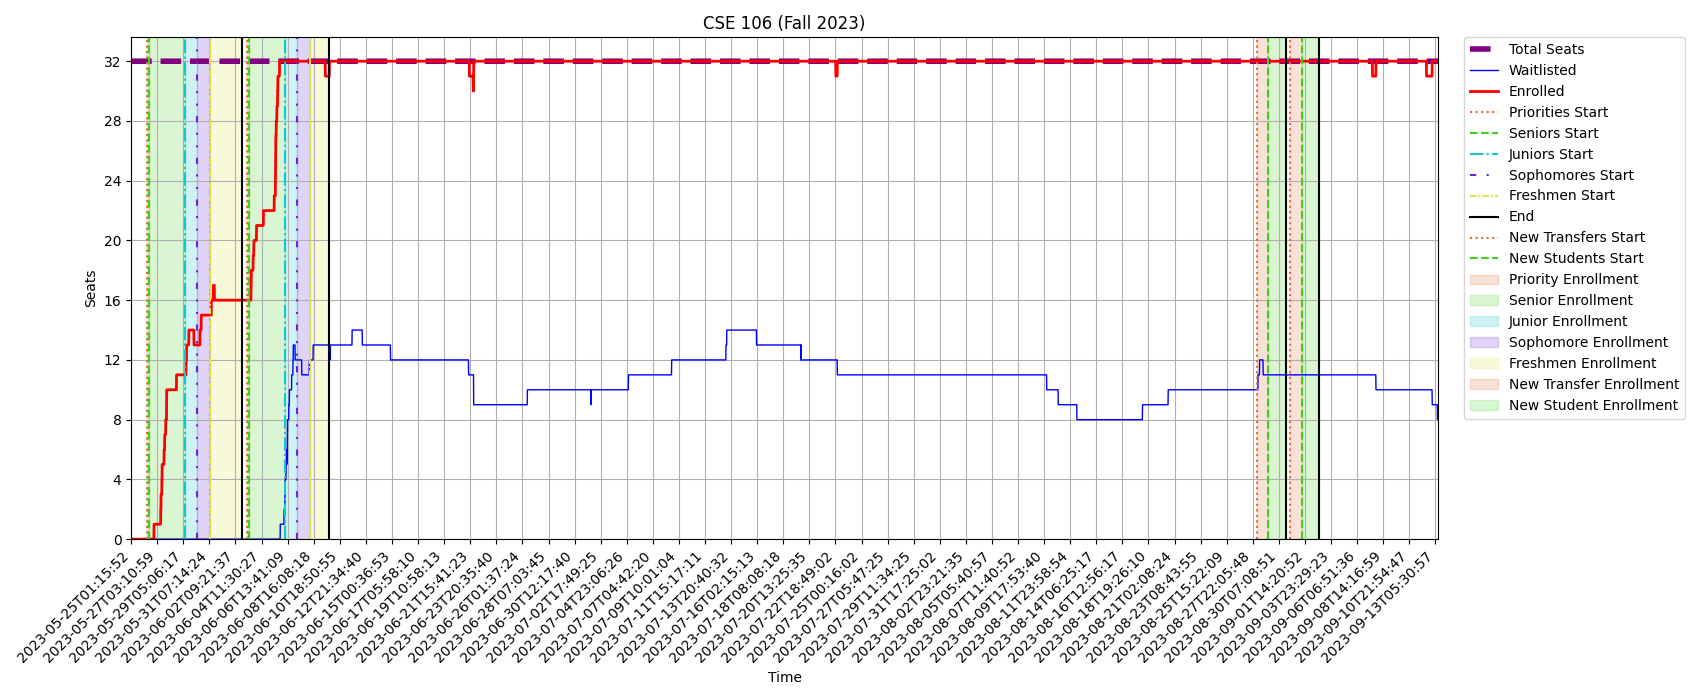 CSE 106 (Fall 2023)
Seats
32
28
24
20
16
12
8
4
0
2023-05-25T01:15:52
2023-05-27T03:10:59
2023-05-29T05:06:17
2023-05-31T07:14:24
2023-06-02T09:21:37
2023-06-04T11:30:27
2023-06-06T13:41:09
2023-06-08T16:08:18
2023-06-10T18:50:55
2023-06-12T21:34:40
2023-06-15T00:36:53
2023-06-17T05:58:10
2023-06-19T10:58:13
2023-06-21T15:41:23
2023-06-23T20:35:40
2023-06-26T01:37:24
2023-06-28T07:03:45
2023-06-30T12:17:40
2023-07-02T17:49:25
2023-07-04T23:06:26
2023-07-07T04:42:20
2023-07-09T10:01:04
2023-07-11T15:17:11
2023-07-13T20:40:32
2023-07-16T02:15:13
2023-07-18T08:08:18
2023-07-20T13:25:35
2023-07-22T18:49:02
2023-07-25T00:16:02
2023-07-27T05:47:25
2023-07-29T11:34:25
2023-07-31T17:25:02
2023-08-02T23:21:35
2023-08-05T05:40:57
2023-08-07T11:40:52
2023-08-09T17:53:40
2023-08-11T23:58:54
2023-08-14T06:25:17
2023-08-16T12:56:17
2023-08-18T19:26:10
2023-08-21T02:08:24
2023-08-23T08:43:55
2023-08-25T15:22:09
2023-08-27T22:05:48
2023-08-30T07:08:51
2023-09-01T14:20:52
2023-09-03T23:29:23
2023-09-06T06:51:36
2023-09-08T14:16:59
2023-09-10T21:54:47
2023-09-13T05:30:57
Time
Total Seats
Waitlisted
Enrolled
Priorities Start
Seniors Start
Juniors Start
Sophomores Start
Freshmen Start
End
New Transfers Start
New Students Start
Priority Enrollment
Senior Enrollment
Junior Enrollment
Sophomore Enrollment
Freshmen Enrollment
New Transfer Enrollment
New Student Enrollment